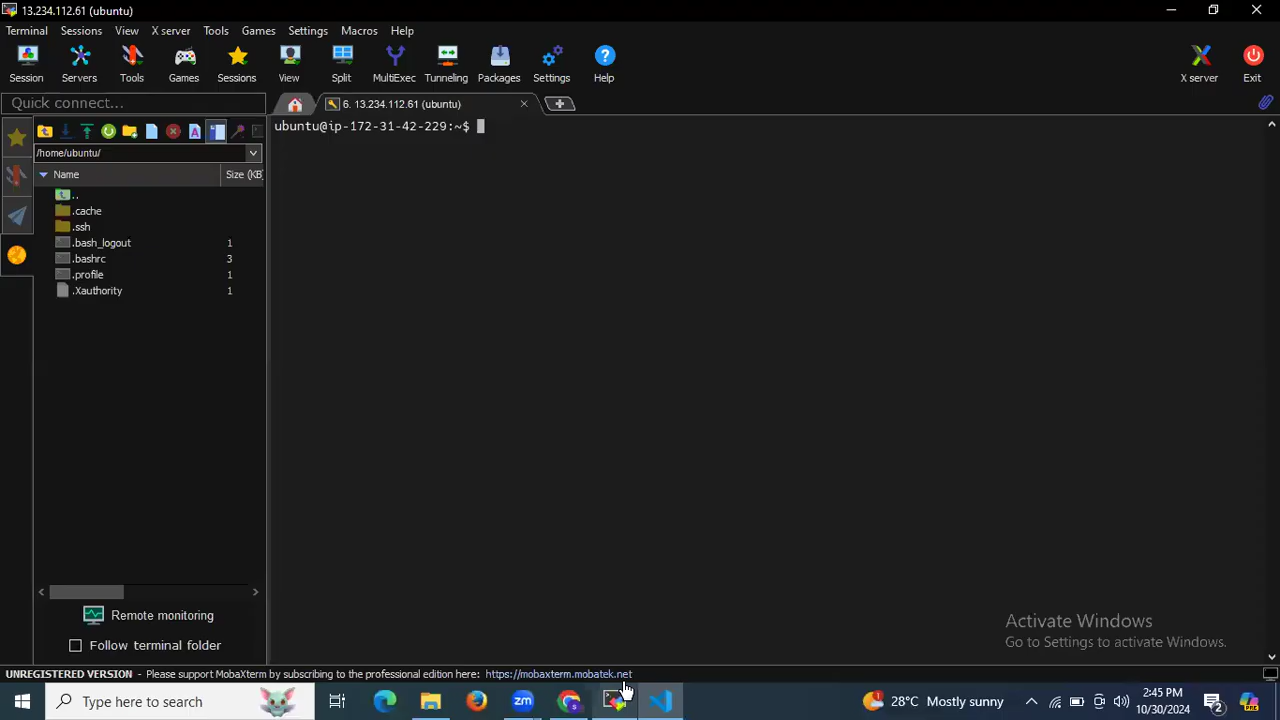 13.234.112.61 (ubuntu)
Terminal Sessions View X server Tools Games Settings Macros Help
Session Servers Tools Games Sessions View Split MultiExec Tunneling Packages Settings Help X server Exit
Quick connect...
6. 13.234.112.61 (ubuntu)
ubuntu@ip-172-31-42-229:~$
/home/ubuntu/
Name Size (KB)
..
.cache
.ssh
.bash_logout 1
.bashrc 3
.profile 1
.Xauthority 1
Remote monitoring
Follow terminal folder
Activate Windows
Go to Settings to activate Windows.
UNREGISTERED VERSION - Please support MobaXterm by subscribing to the professional edition here: https://mobaxterm.mobatek.net
Type here to search
zm
28°C Mostly sunny
2:45 PM
10/30/2024
2
PRE